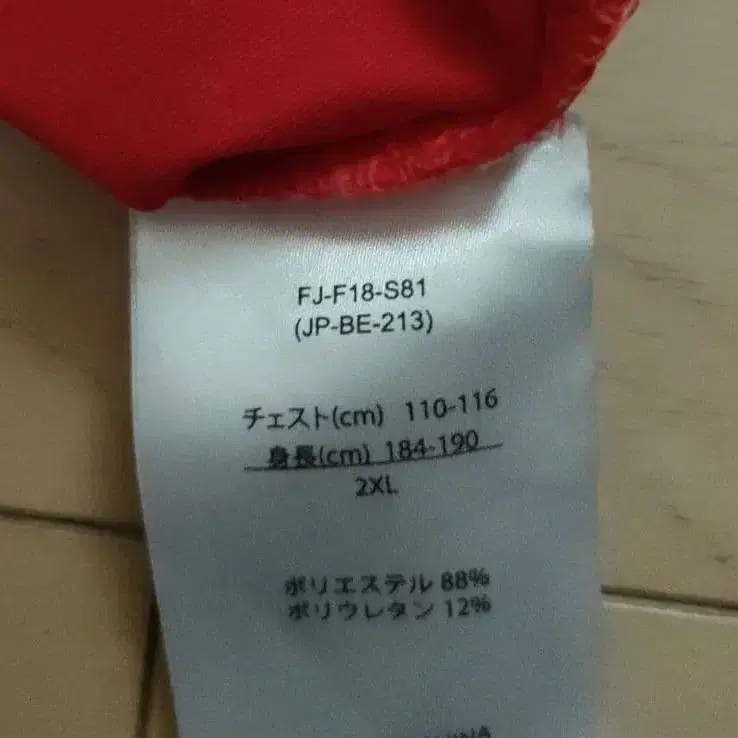 FJ-F18-S81
(JP-BE-213)
チェスト(cm) 110-116
身長(cm) 184-190
2XL
ポリエステル 88%
ポリウレタン 12%